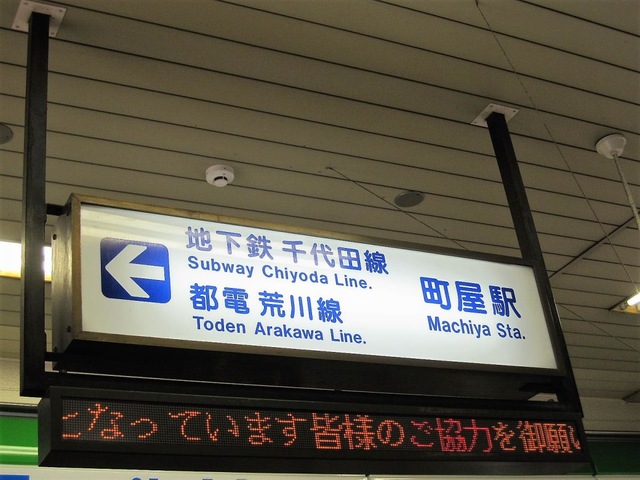 地下鉄 千代田線
Subway Chiyoda Line.
都電 荒川線
Toden Arakawa Line.
町屋駅
Machiya Sta.
になっています皆様のご協力を御願い